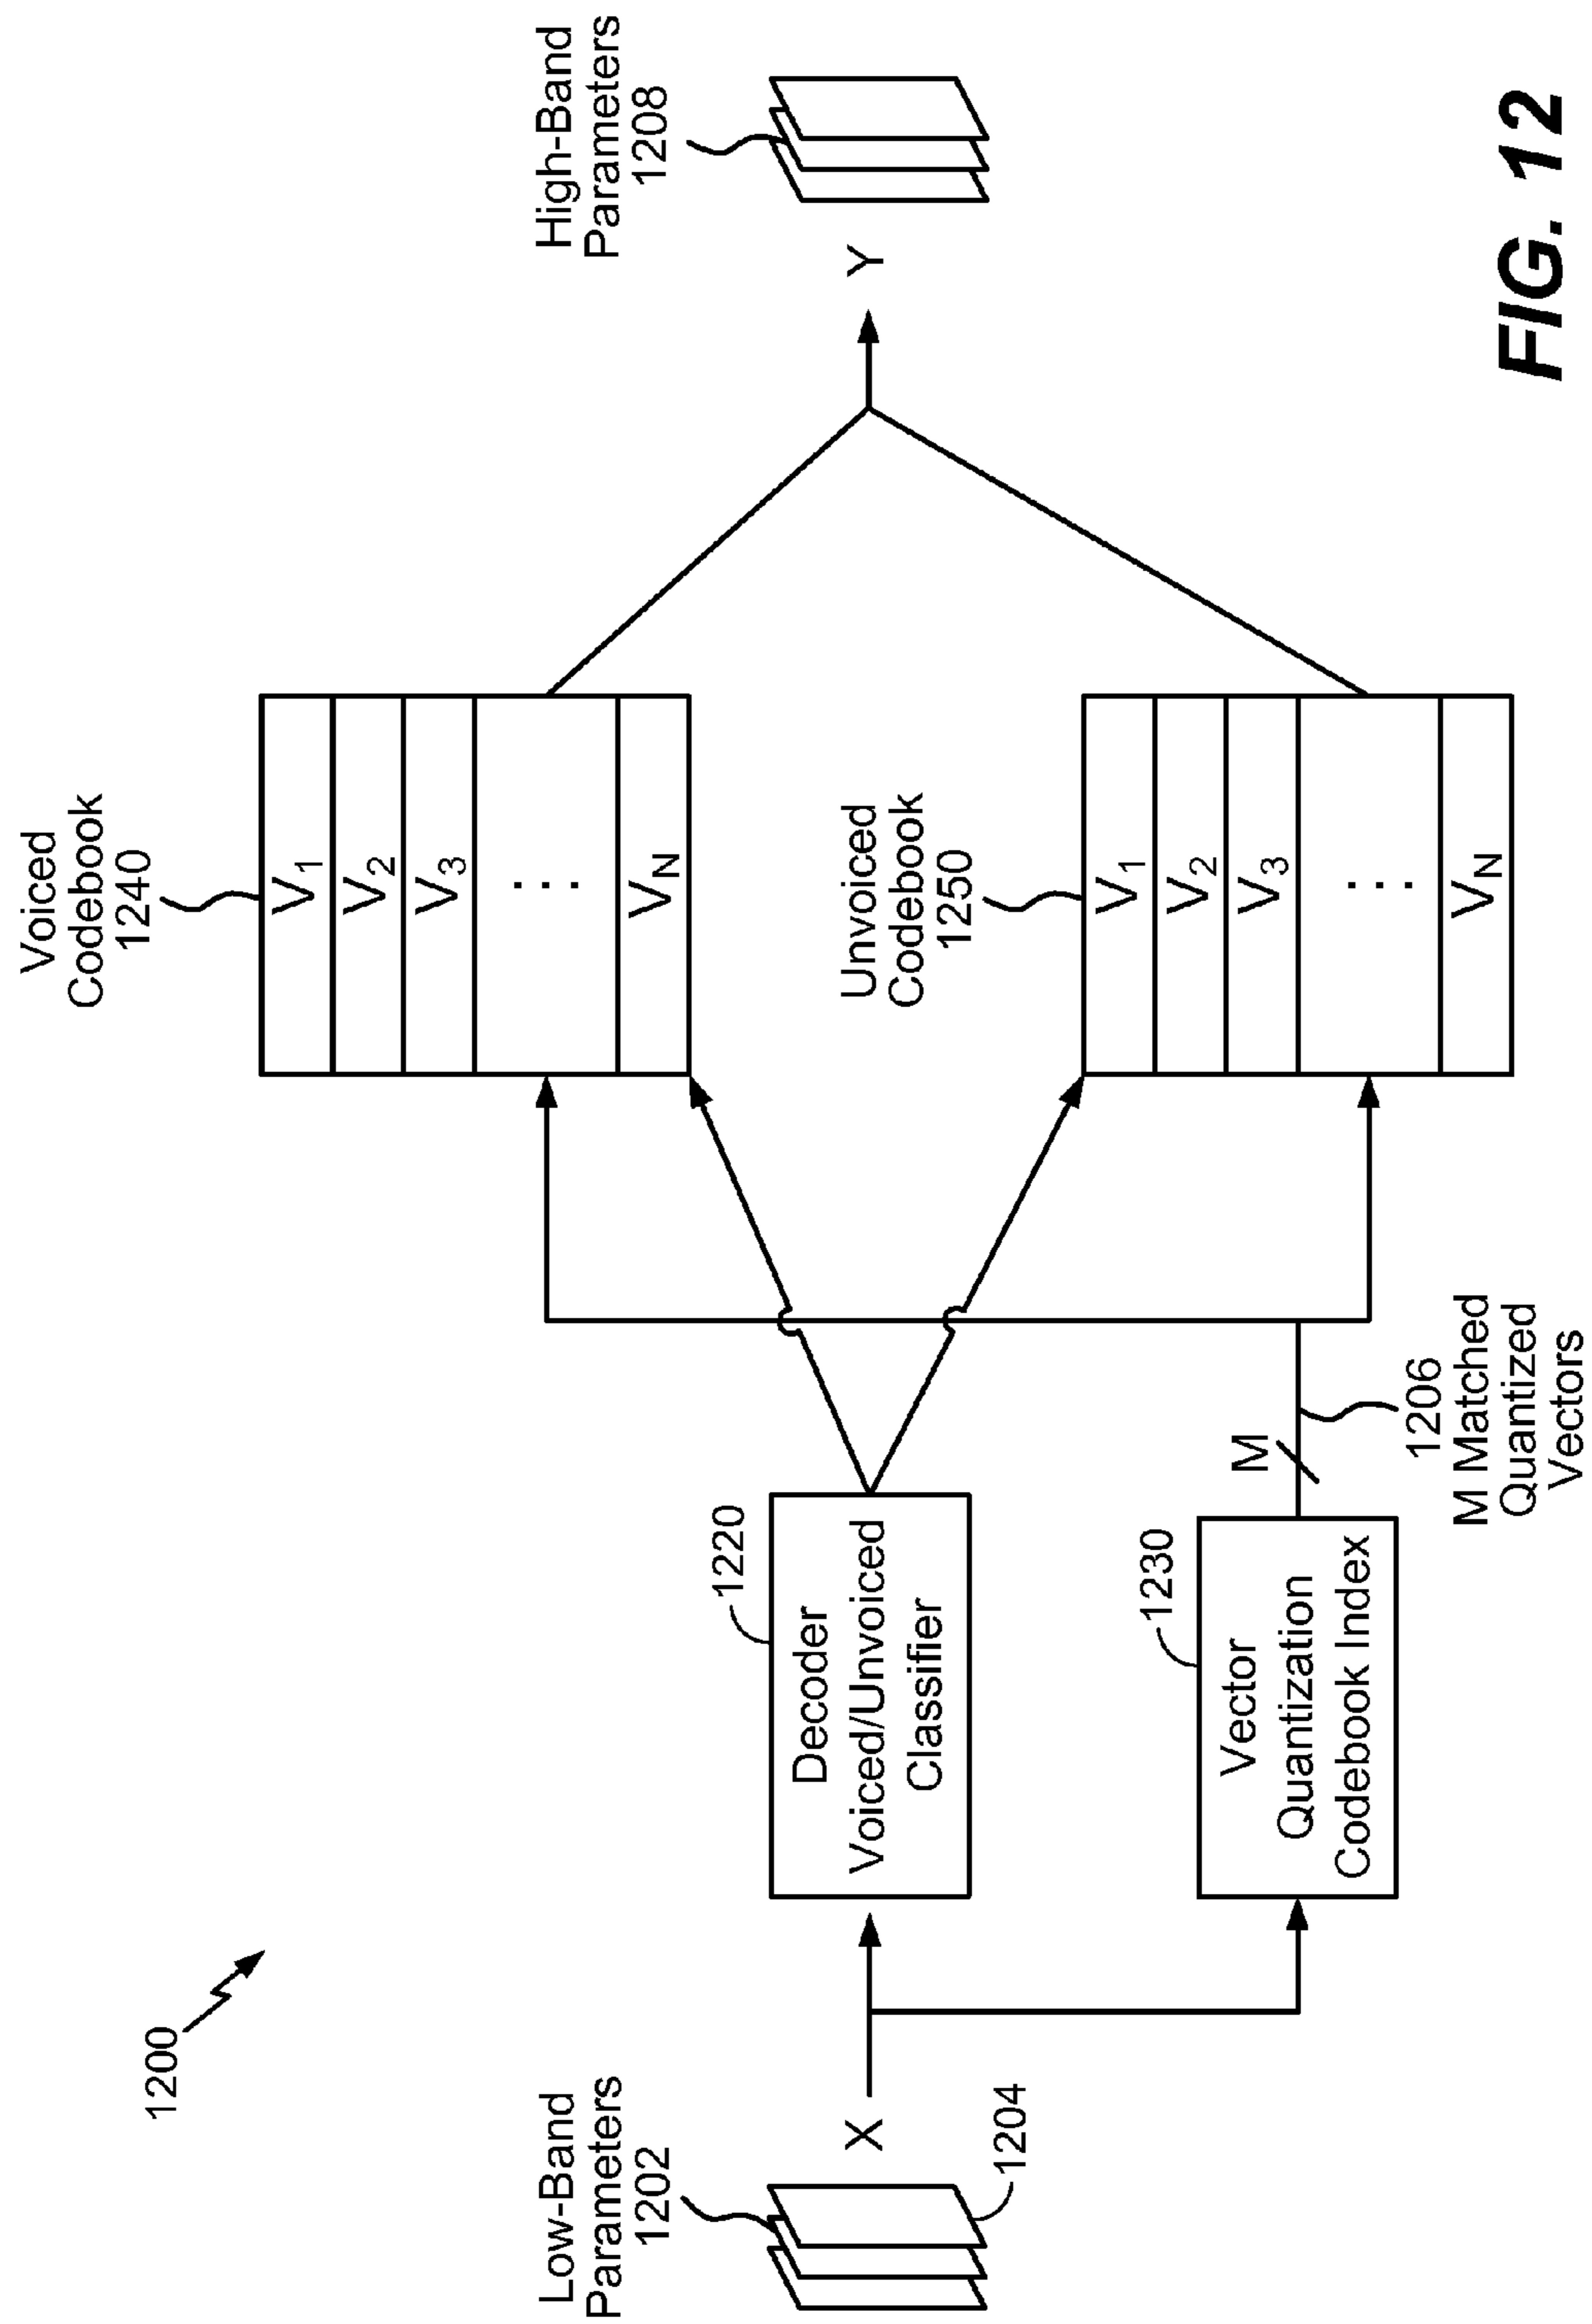 1200
Low-Band
Parameters
1202
1204
X
Decoder
Voiced/Unvoiced
Classifier
1220
Vector
Quantization
Codebook Index
1230
M
1206
M Matched
Quantized
Vectors
Voiced
Codebook
1240
V1
V2
V3
...
VN
Unvoiced
Codebook
1250
V1
V2
V3
...
VN
Y
High-Band
Parameters
1208
FIG. 12